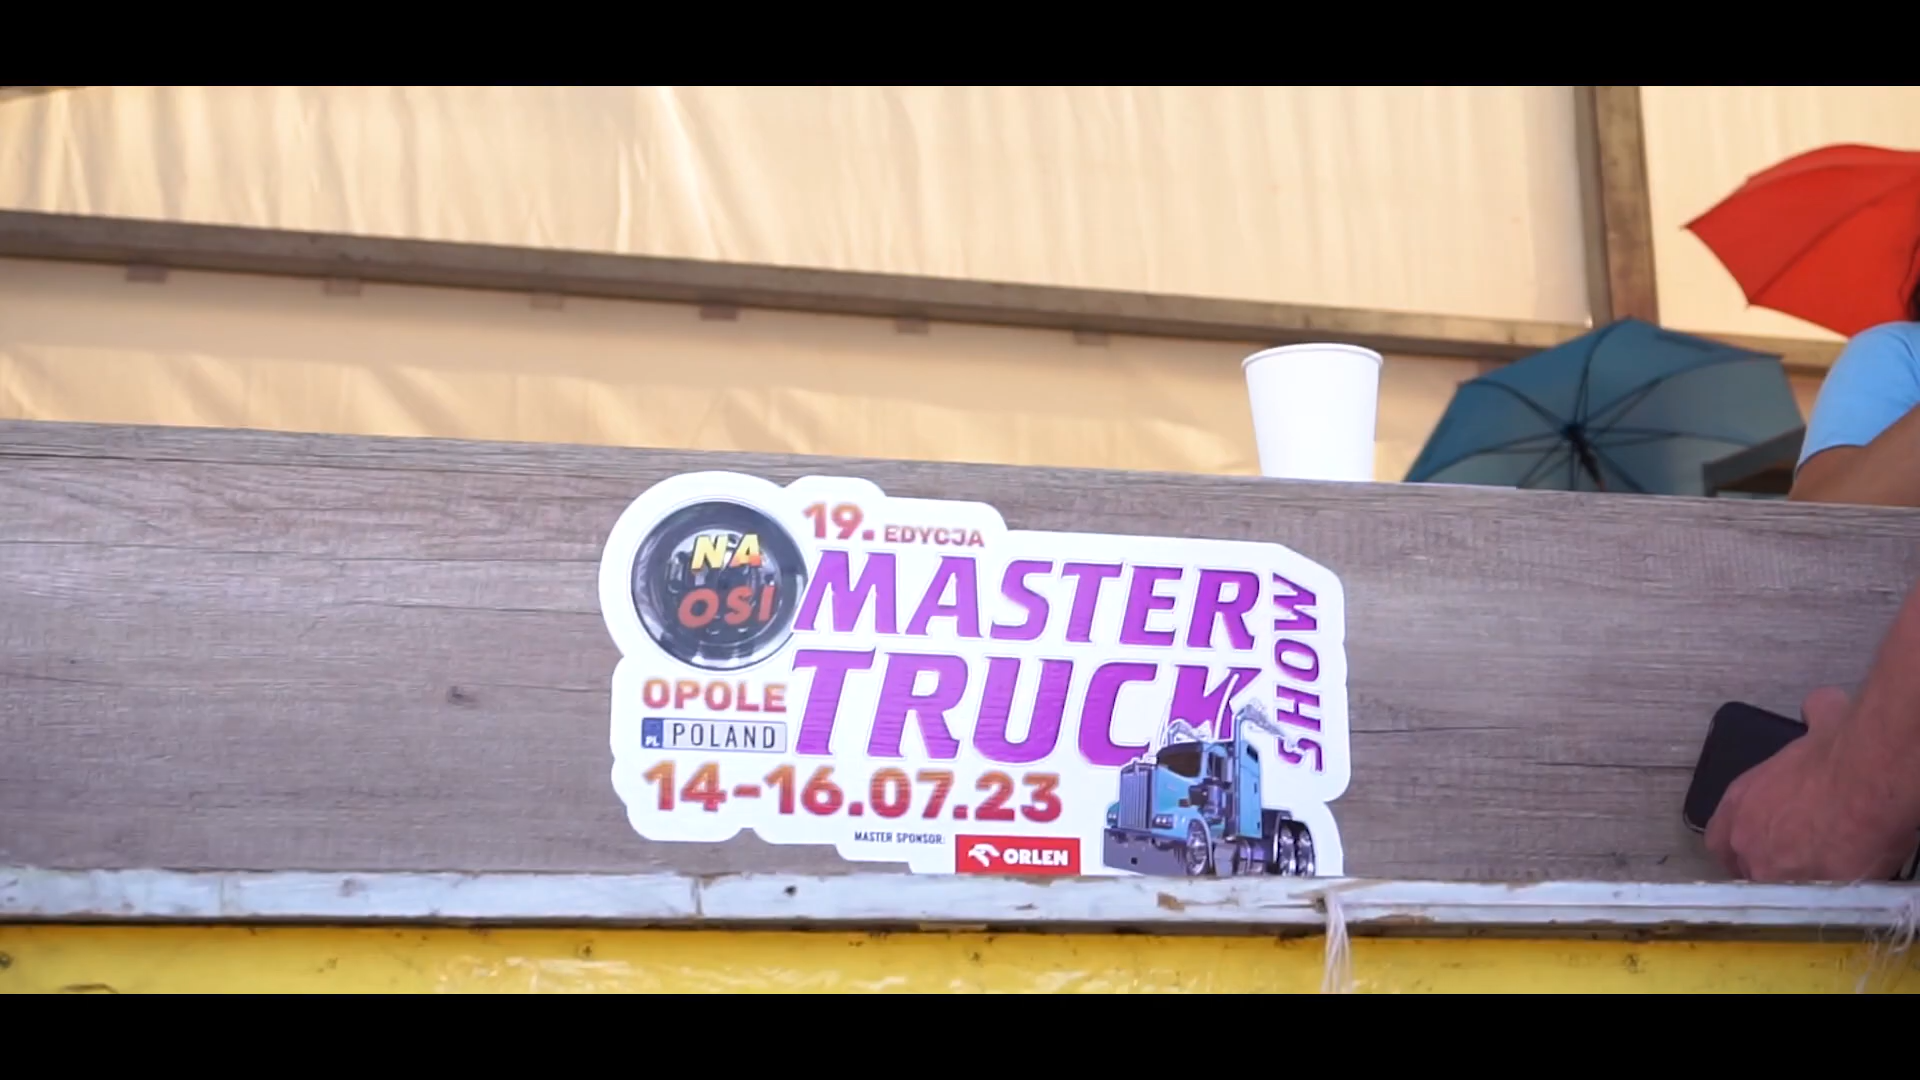 NA
OSI
19. EDYCJA
MASTER
TRUCK
SHOW
OPOLE
PL POLAND
14-16.07.23
MASTER SPONSOR:
ORLEN